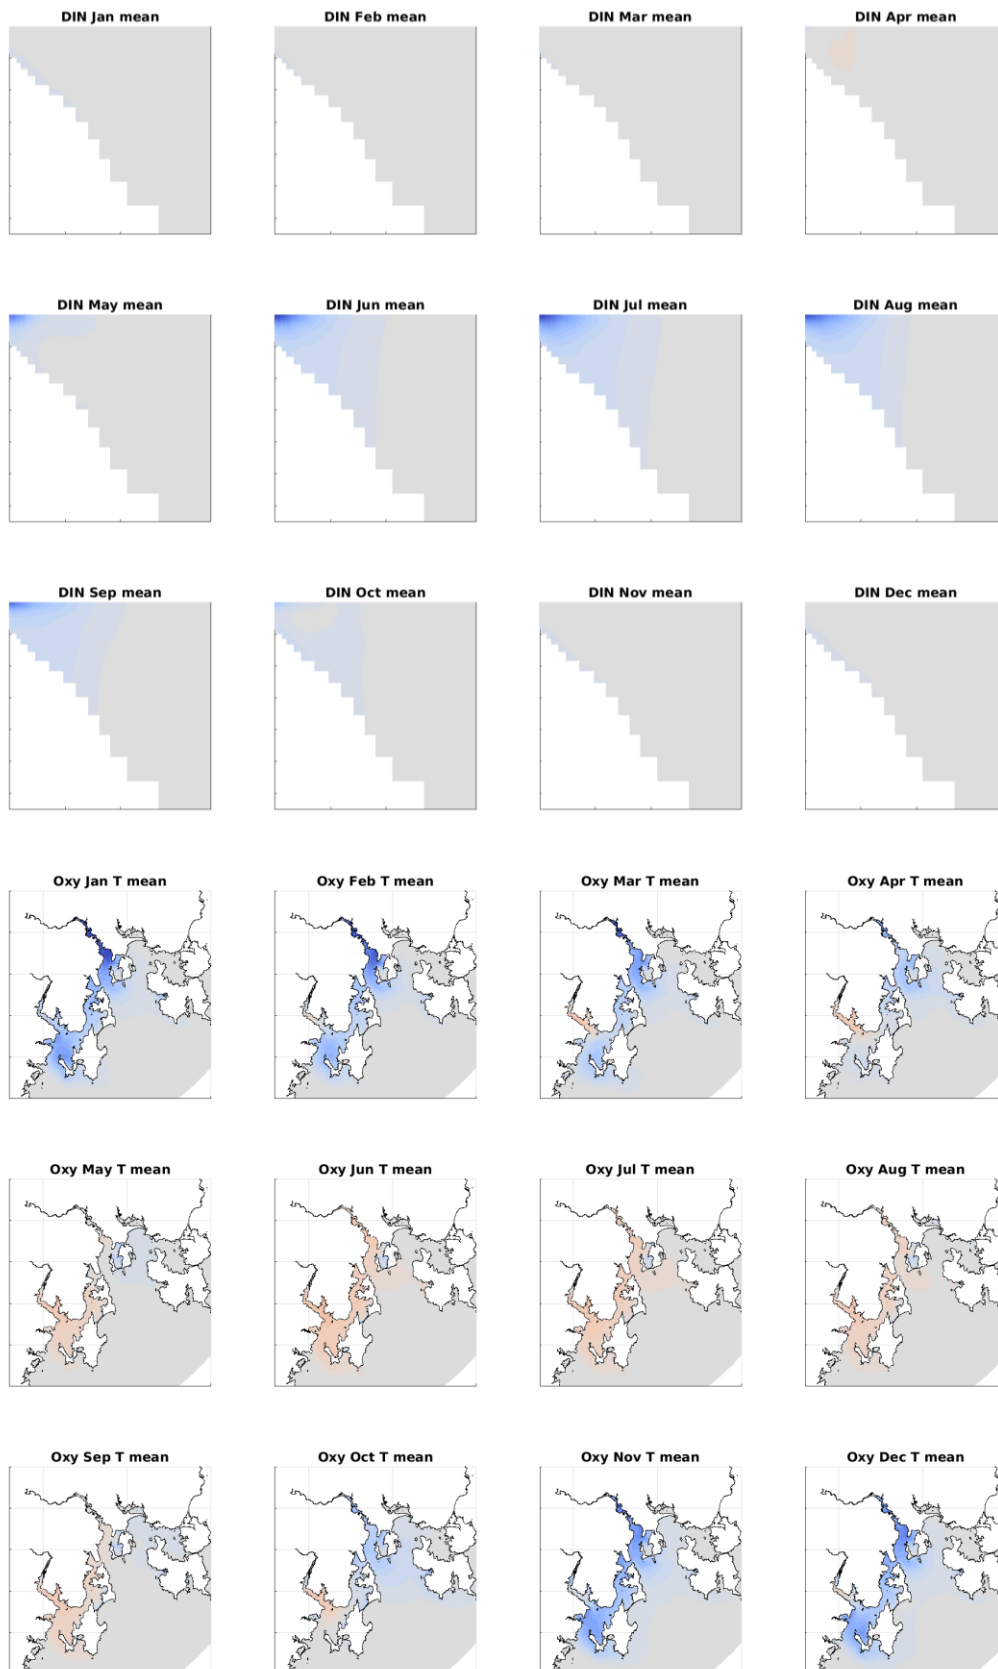 DIN Jan mean
DIN Feb mean
DIN Mar mean
DIN Apr mean
DIN May mean
DIN Jun mean
DIN Jul mean
DIN Aug mean
DIN Sep mean
DIN Oct mean
DIN Nov mean
DIN Dec mean
Oxy Jan T mean
Oxy Feb T mean
Oxy Mar T mean
Oxy Apr T mean
Oxy May T mean
Oxy Jun T mean
Oxy Jul T mean
Oxy Aug T mean
Oxy Sep T mean
Oxy Oct T mean
Oxy Nov T mean
Oxy Dec T mean